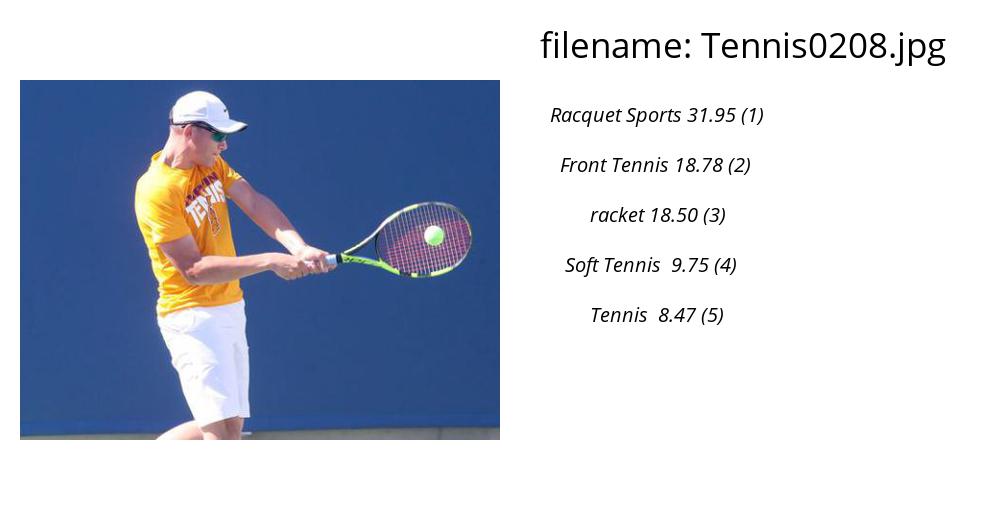 filename: Tennis0208.jpg
Racquet Sports 31.95 (1)
Front Tennis 18.78 (2)
racket 18.50 (3)
Soft Tennis  9.75 (4)
Tennis  8.47 (5)
TENNIS